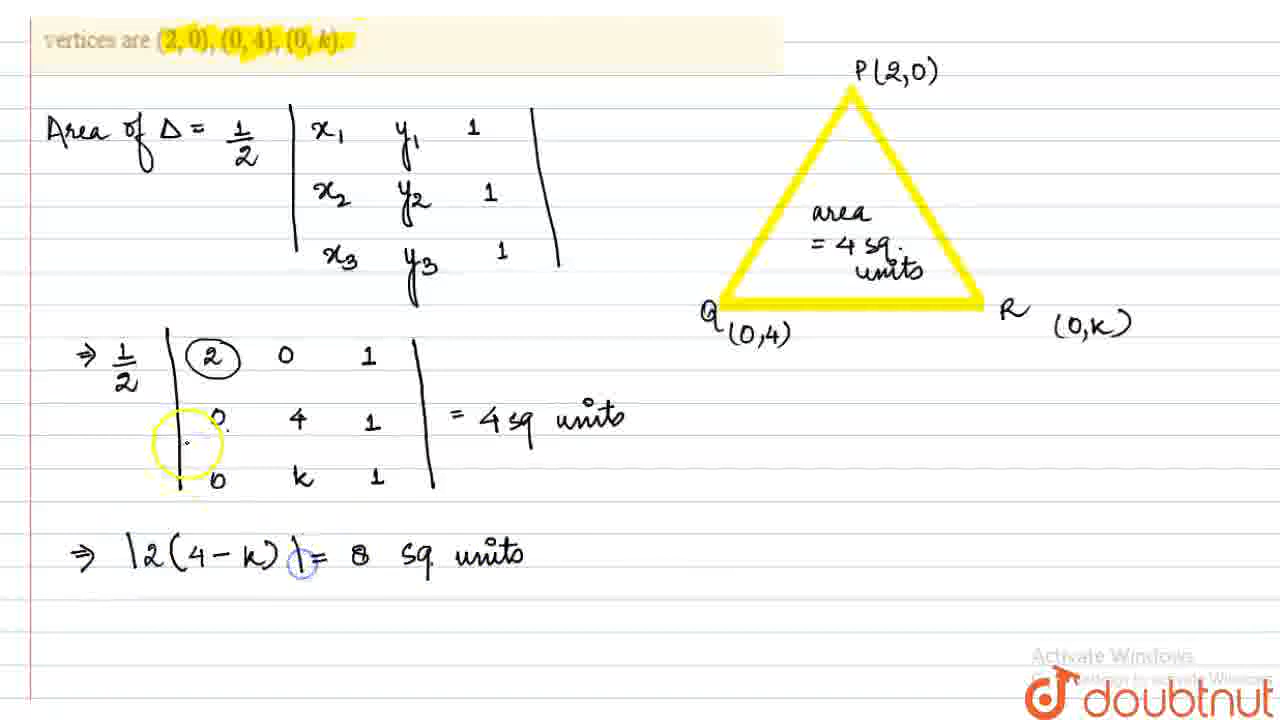 vertices are (2, 0), (0, 4), (0, k).
Area of Δ = 1/2 | x₁ y₁ 1
x₂ y₂ 1
x₃ y₃ 1 |
P(2,0)
area
= 4 sq.
units
Q (0,4)
R (0,k)
⇒ 1/2 | 2 0 1
0 4 1
0 k 1 | = 4 sq units
⇒ |2(4 - k)| = 8 sq units
Activate Windows
doubtnut